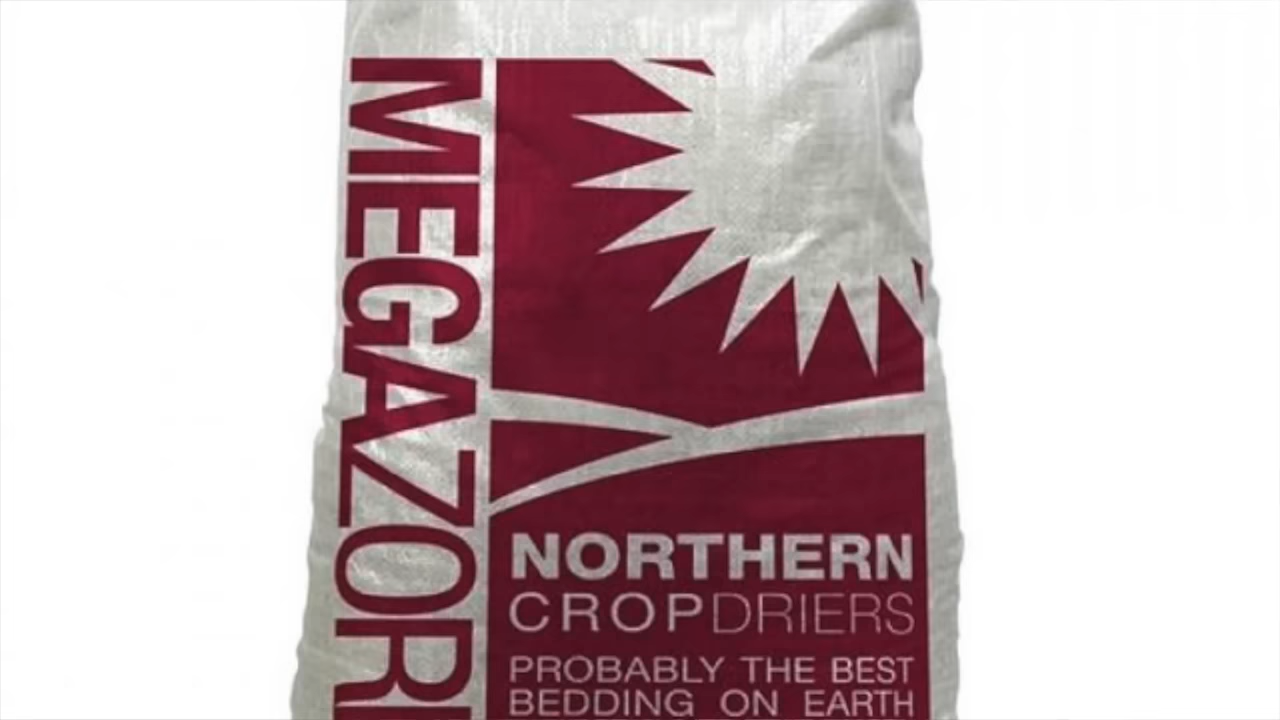 MEGAZOR
NORTHERN
CROPDRIERS
PROBABLY THE BEST
BEDDING ON EARTH